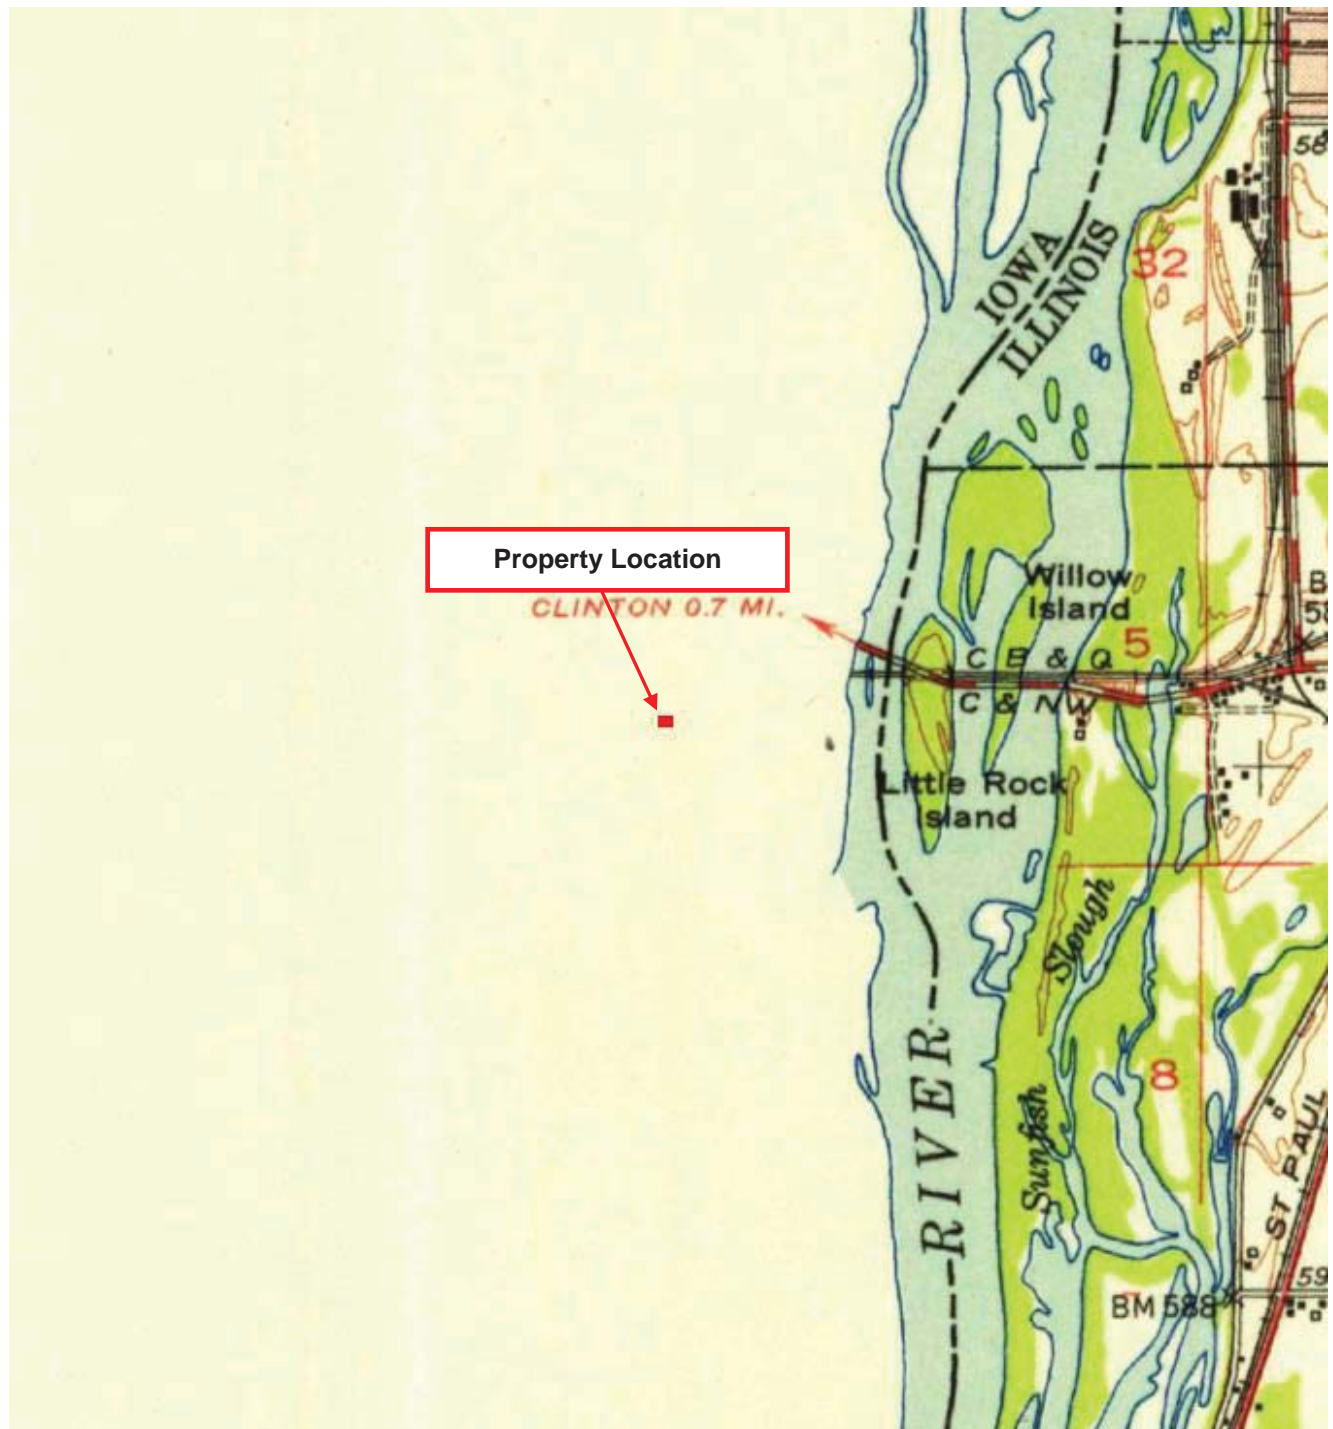 58
IOWA
ILLINOIS
32
Property Location
CLINTON 0.7 MI.
Willow
Island
B
58
5
C B & Q
C & NW
Little Rock
Island
Slough
Sunfish
8
RIVER
ST PAUL
59
BM 588